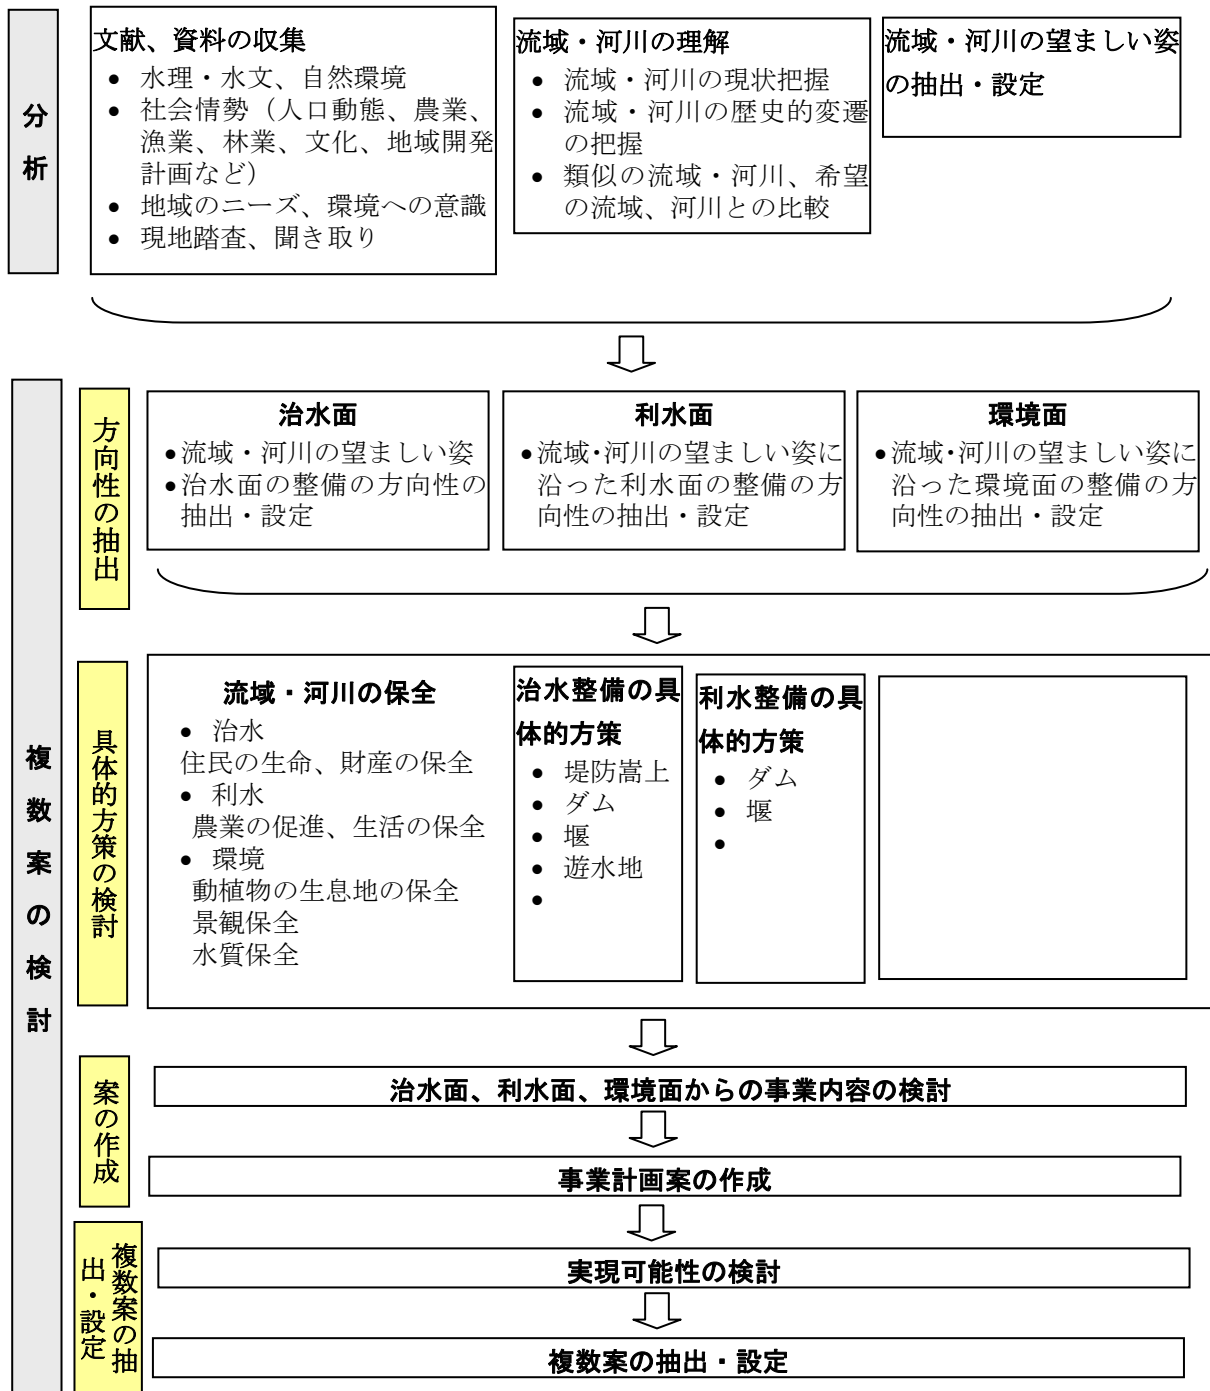 分析
文献、資料の収集
• 水理・水文、自然環境
• 社会情勢（人口動態、農業、
漁業、林業、文化、地域開発
計画など）
• 地域のニーズ、環境への意識
• 現地踏査、聞き取り
流域・河川の理解
• 流域・河川の現状把握
• 流域・河川の歴史的変遷
の把握
• 類似の流域・河川、希望
の流域、河川との比較
流域・河川の望ましい姿
の抽出・設定
複数案の検討
方向性の抽出
治水面
•流域・河川の望ましい姿
•治水面の整備の方向性の
抽出・設定
利水面
•流域・河川の望ましい姿に
沿った利水面の整備の方
向性の抽出・設定
環境面
•流域・河川の望ましい姿に
沿った環境面の整備の方
向性の抽出・設定
具体的方策の検討
流域・河川の保全
• 治水
住民の生命、財産の保全
• 利水
農業の促進、生活の保全
• 環境
動植物の生息地の保全
景観保全
水質保全
治水整備の具
体的方策
• 堤防嵩上
• ダム
• 堰
• 遊水地
•
利水整備の具
体的方策
• ダム
• 堰
•
案の作成
治水面、利水面、環境面からの事業内容の検討
事業計画案の作成
複数案の抽
出・設定
実現可能性の検討
複数案の抽出・設定